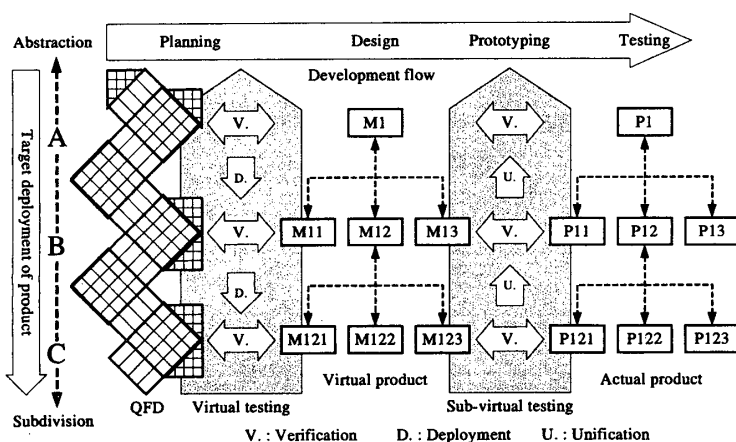 Abstraction
Planning Design Prototyping Testing
Development flow
Target deployment of product
A
B
C
V. M1 V. P1
D. U.
V. M11 M12 M13 V. P11 P12 P13
D. U.
V. M121 M122 M123 V. P121 P122 P123
Virtual product Actual product
Subdivision QFD Virtual testing Sub-virtual testing
V. : Verification D. : Deployment U. : Unification